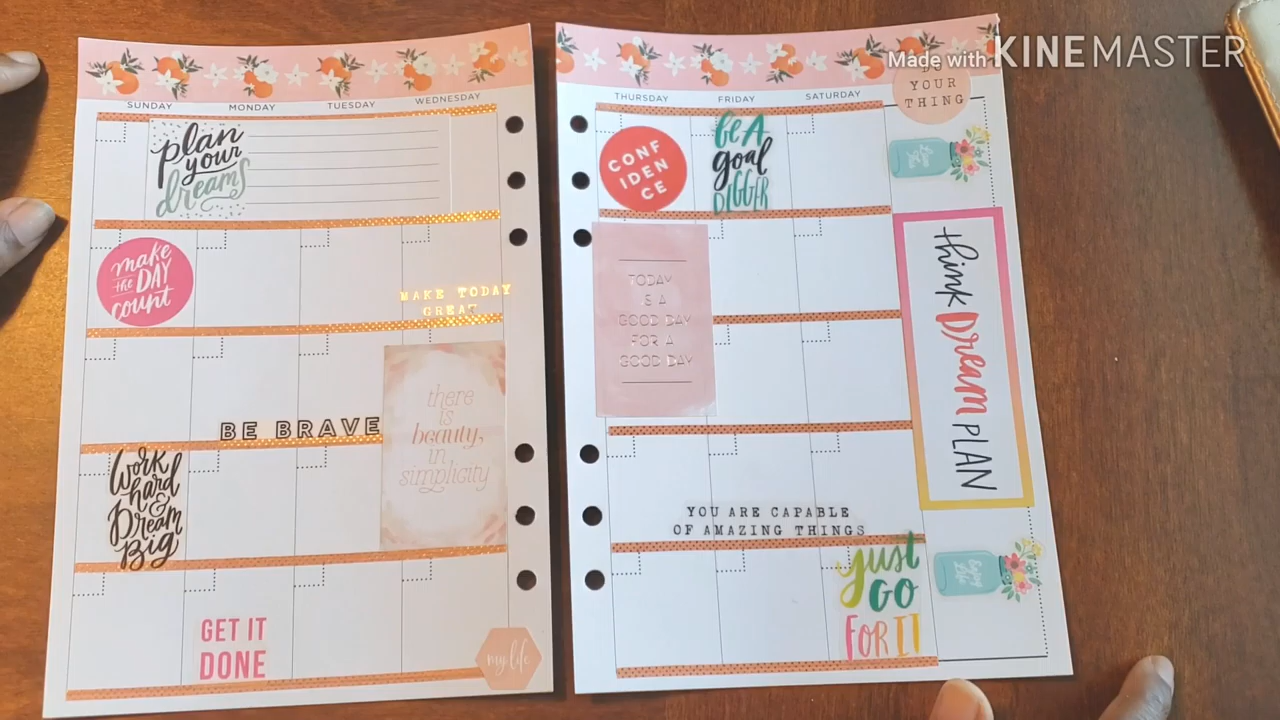 Made with KINEMASTER
SUNDAY MONDAY TUESDAY WEDNESDAY
plan
your
dreams
make
the DAY
count
MAKE TODAY
GREAT
there
is
beauty,
in
simplicity
BE BRAVE
Work
hard &
Dream
Big
GET IT
DONE
my life
THURSDAY FRIDAY SATURDAY
YOUR
THING
CONF
IDEN
CE
Be A
goal
DIGGER
TODAY
IS A
GOOD DAY
FOR A
GOOD DAY
think DReam PLAN
YOU ARE CAPABLE
OF AMAZING THINGS
Just
GO
FOR IT
Enjoy
Life